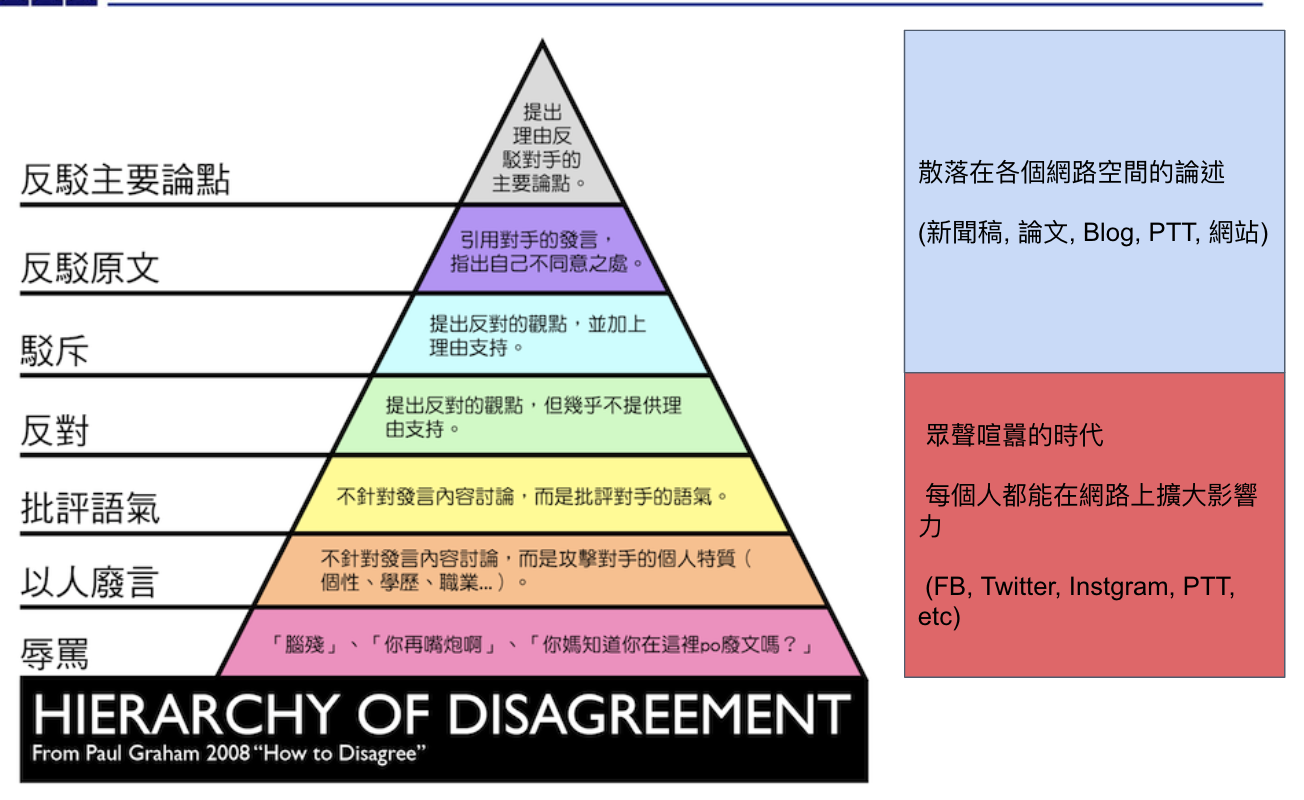 反駁主要論點
提出
理由反
駁對手的
主要論點。
反駁原文
引用對手的發言，
指出自己不同意之處。
駁斥
提出反對的觀點，並加上
理由支持。
反對
提出反對的觀點，但幾乎不提供理
由支持。
批評語氣
不針對發言內容討論，而是批評對手的語氣。
以人廢言
不針對發言內容討論，而是攻擊對手的個人特質（
個性、學歷、職業...）。
辱罵
「腦殘」、「你再嘴炮啊」、「你媽知道你在這裡po廢文嗎？」
HIERARCHY OF DISAGREEMENT
From Paul Graham 2008 “How to Disagree”
散落在各個網路空間的論述
(新聞稿, 論文, Blog, PTT, 網站)
眾聲喧囂的時代
每個人都能在網路上擴大影響
力
(FB, Twitter, Instgram, PTT,
etc)